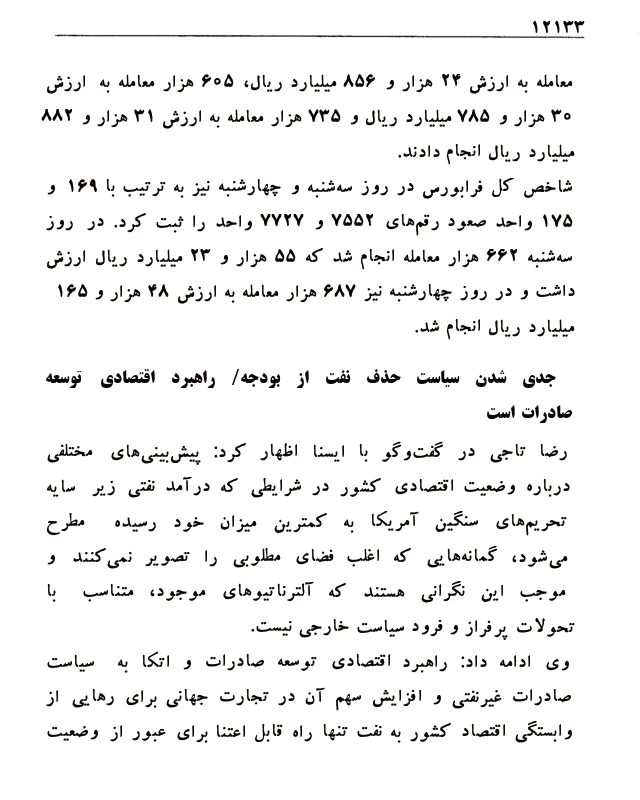 ۱۲۱۳۳
معامله به ارزش ۲۴ هزار و ۸۵۶ میلیارد ریال، ۶۰۵ هزار معامله به ارزش
۳۰ هزار و ۷۸۵ میلیارد ریال و ۷۳۵ هزار معامله به ارزش ۳۱ هزار و ۸۸۲
میلیارد ریال انجام دادند.
شاخص کل فرابورس در روز سه‌شنبه و چهارشنبه نیز به ترتیب با ۱۶۹ و
۱۷۵ واحد صعود رقم‌های ۷۵۵۲ و ۷۷۲۷ واحد را ثبت کرد. در روز
سه‌شنبه ۶۶۲ هزار معامله انجام شد که ۵۵ هزار و ۲۳ میلیارد ریال ارزش
داشت و در روز چهارشنبه نیز ۶۸۷ هزار معامله به ارزش ۴۸ هزار و ۱۶۵
میلیارد ریال انجام شد.
جدی شدن سیاست حذف نفت از بودجه/ راهبرد اقتصادی توسعه
صادرات است
رضا تاجی در گفت‌وگو با ایسنا اظهار کرد: پیش‌بینی‌های مختلفی
درباره وضعیت اقتصادی کشور در شرایطی که درآمد نفتی زیر سایه
تحریم‌های سنگین آمریکا به کمترین میزان خود رسیده مطرح
می‌شود، گمانه‌هایی که اغلب فضای مطلوبی را تصویر نمی‌کنند و
موجب این نگرانی هستند که آلترناتیوهای موجود، متناسب با
تحولات پرفراز و فرود سیاست خارجی نیست.
وی ادامه داد: راهبرد اقتصادی توسعه صادرات و اتکا به سیاست
صادرات غیرنفتی و افزایش سهم آن در تجارت جهانی برای رهایی از
وابستگی اقتصاد کشور به نفت تنها راه قابل اعتنا برای عبور از وضعیت